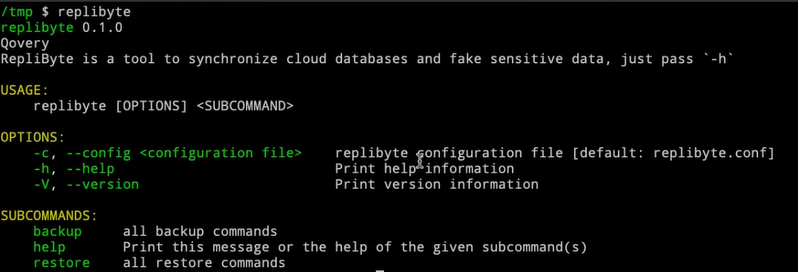 /tmp $ replibyte
replibyte 0.1.0
Qovery
RepliByte is a tool to synchronize cloud databases and fake sensitive data, just pass `-h`
USAGE:
replibyte [OPTIONS] <SUBCOMMAND>
OPTIONS:
-c, --config <configuration file> replibyte configuration file [default: replibyte.conf]
-h, --help Print help information
-V, --version Print version information
SUBCOMMANDS:
backup all backup commands
help Print this message or the help of the given subcommand(s)
restore all restore commands